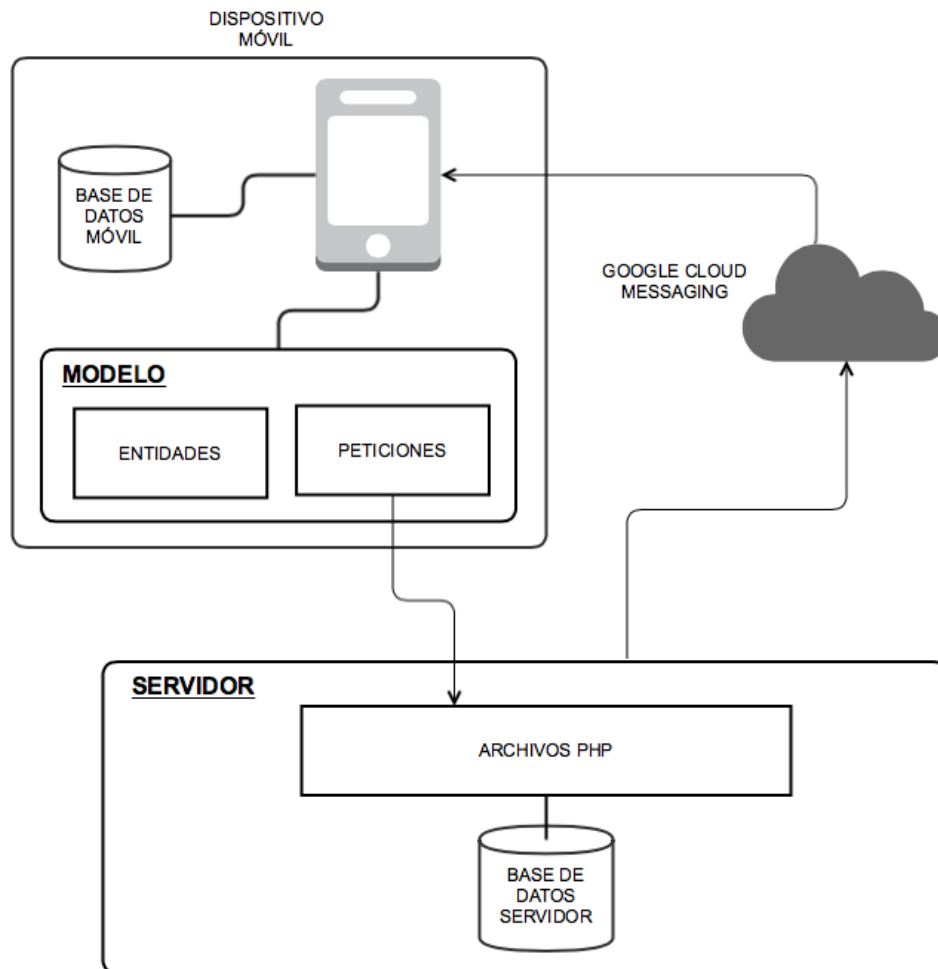 DISPOSITIVO
MÓVIL
BASE DE
DATOS
MÓVIL
GOOGLE CLOUD
MESSAGING
MODELO
ENTIDADES
PETICIONES
SERVIDOR
ARCHIVOS PHP
BASE DE
DATOS
SERVIDOR